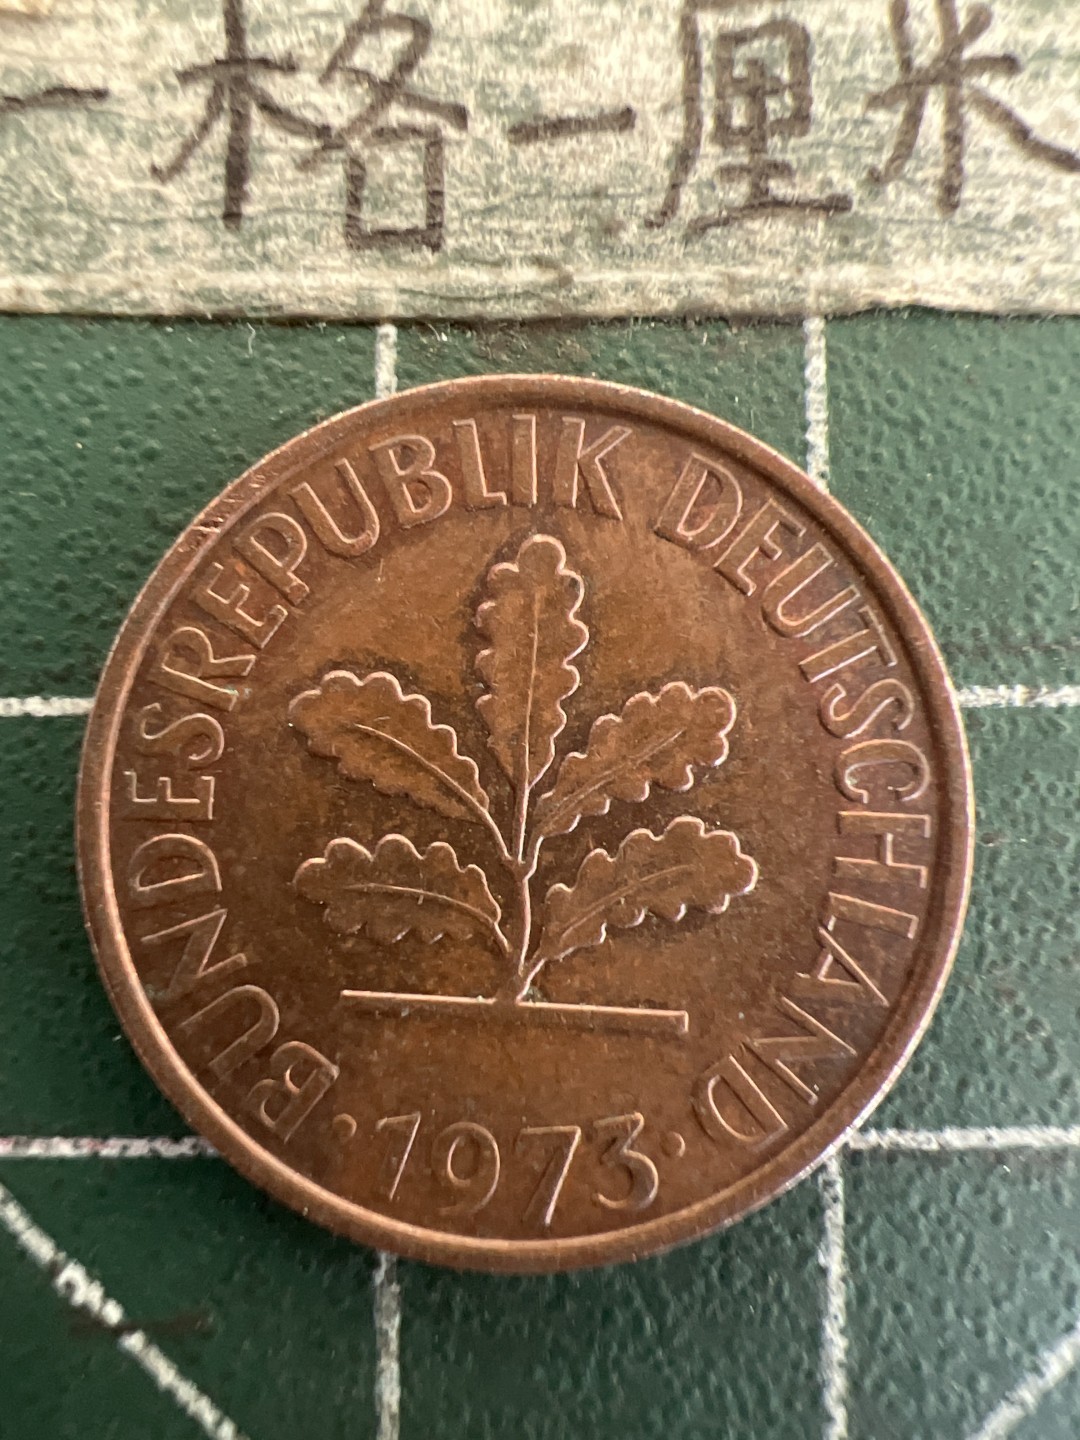 一格一厘米
BUNDESREPUBLIK DEUTSCHLAND
·1973·